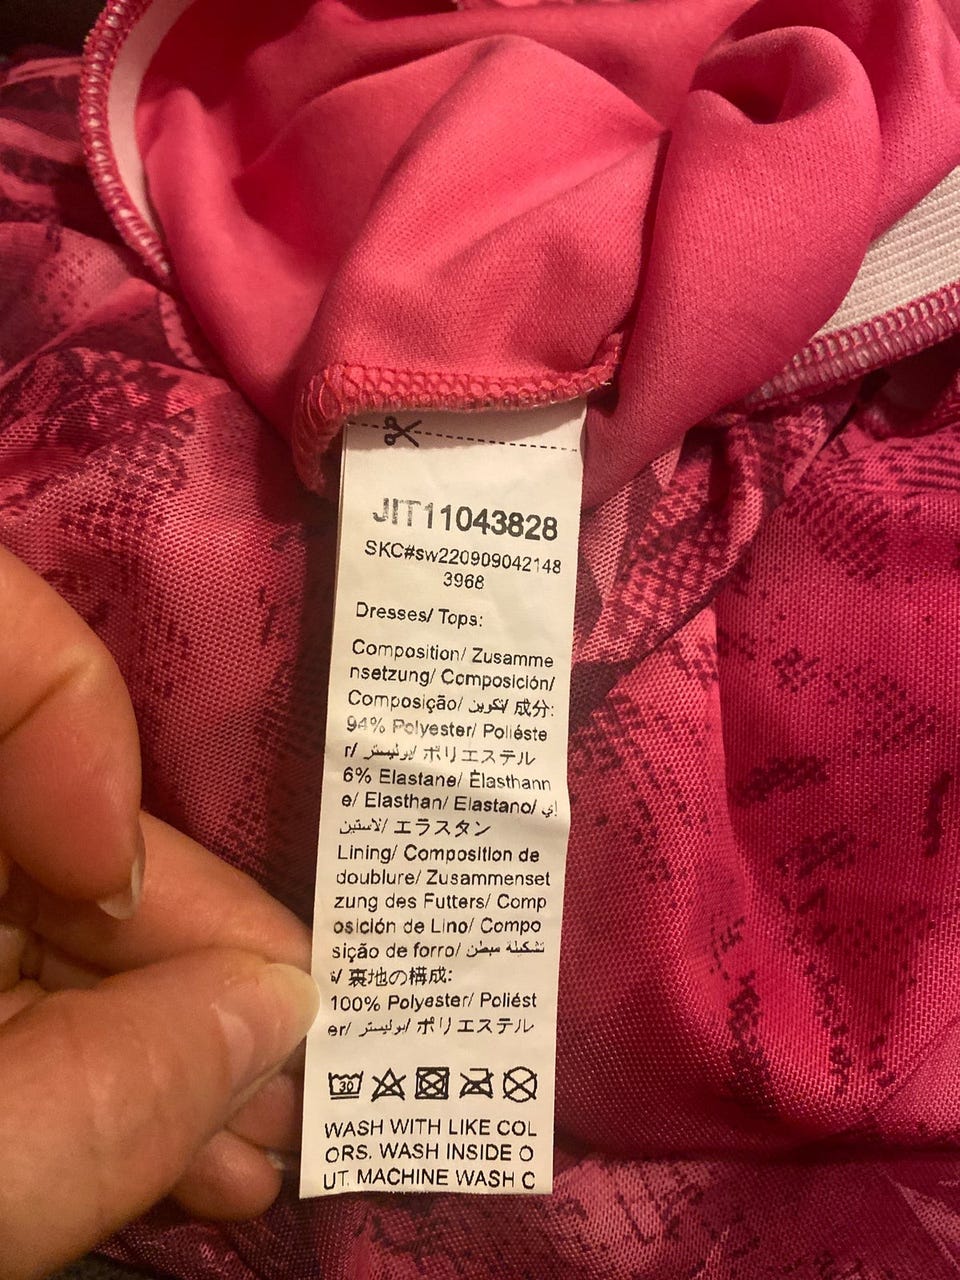 JIT11043828
SKC#sw220909042148
3968
Dresses/ Tops:
Composition/ Zusamme
nsetzung/ Composición/
Composição/ تكوين/ 成分:
94% Polyester/ Poliéste
r/ بوليستر/ ポリエステル
6% Elastane/ Élasthann
e/ Elasthan/ Elastano/ إي
لاستين/ エラスタン
Lining/ Composition de
doublure/ Zusammenset
zung des Futters/ Comp
osición de Lino/ Compo
sição de forro/ تشكيلة مبطن
ة/ 裏地の構成:
100% Polyester/ Poliést
er/ بوليستر/ ポリエステル
30
WASH WITH LIKE COL
ORS. WASH INSIDE O
UT. MACHINE WASH C